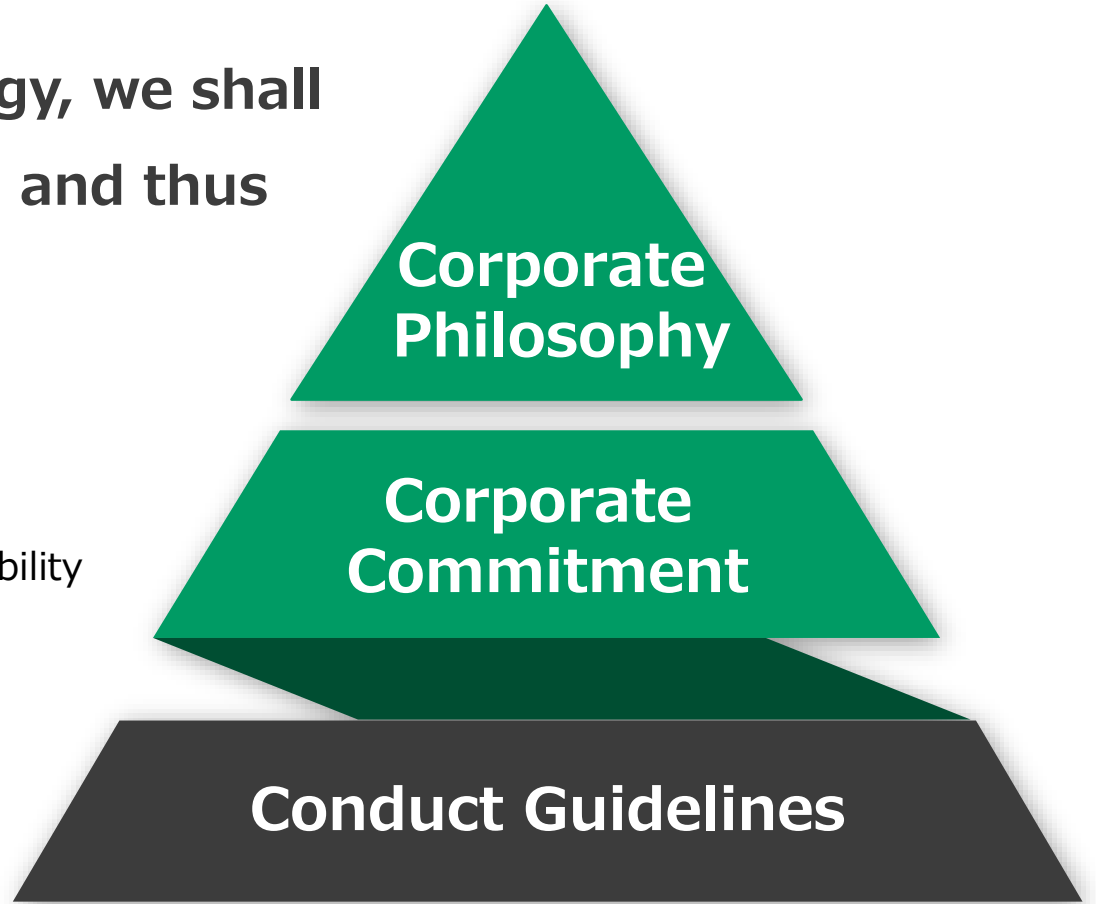 gy, we shall
and thus
Corporate
Philosophy
Corporate
Commitment
bility
Conduct Guidelines